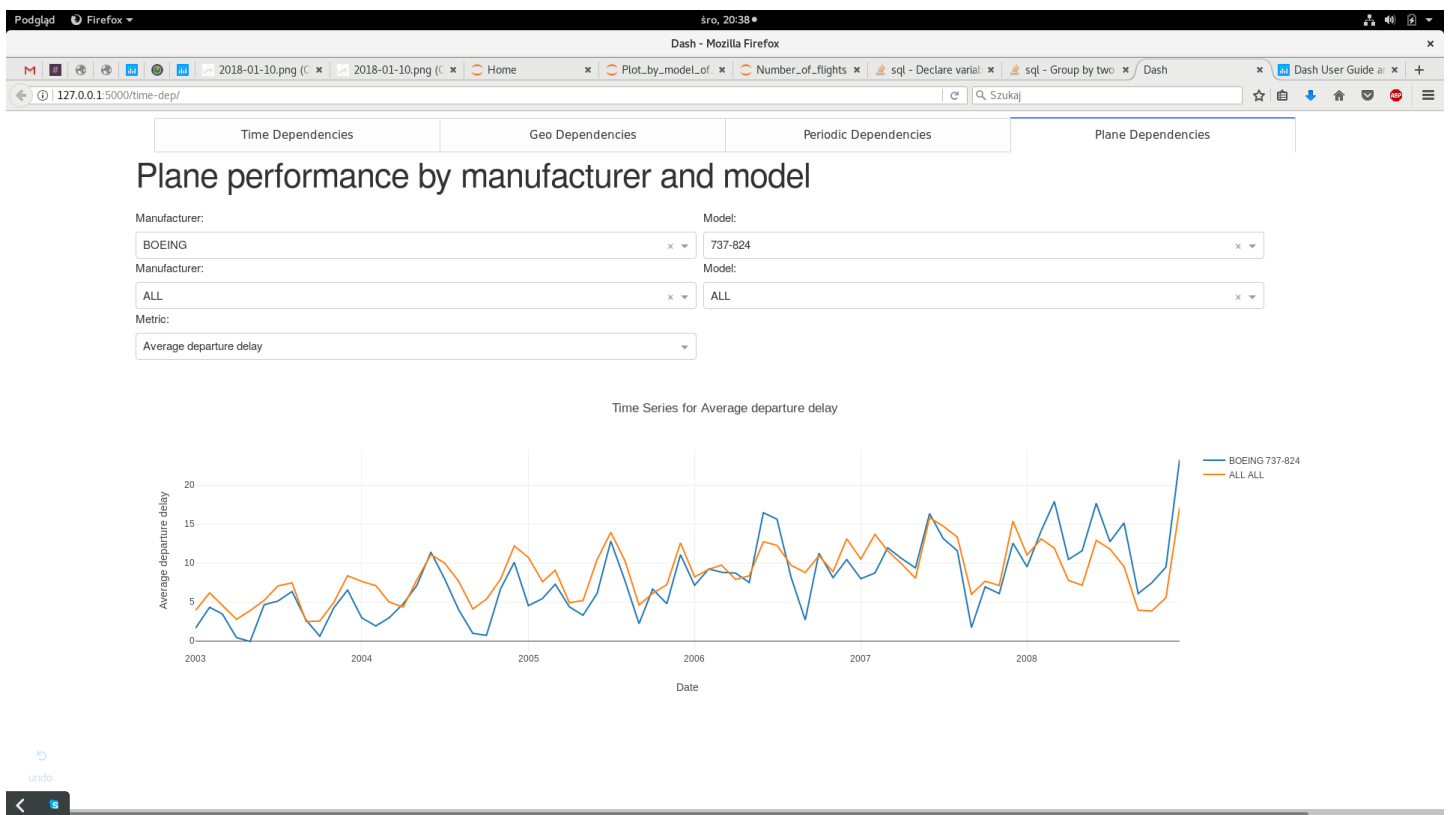 Podgląd Firefox śro, 20:38
Dash - Mozilla Firefox
2018-01-10.png (C 2018-01-10.png (C Home Plot_by_model_of_ Number_of_flights sql - Declare variab sql - Group by two Dash Dash User Guide a
127.0.0.1:5000/time-dep/ Szukaj ABP
Time Dependencies Geo Dependencies Periodic Dependencies Plane Dependencies
Plane performance by manufacturer and model
Manufacturer: Model:
BOEING 737-824
Manufacturer: Model:
ALL ALL
Metric:
Average departure delay
Time Series for Average departure delay
BOEING 737-824
ALL ALL
Average departure delay
20
15
10
5
0
2003 2004 2005 2006 2007 2008
Date
undo